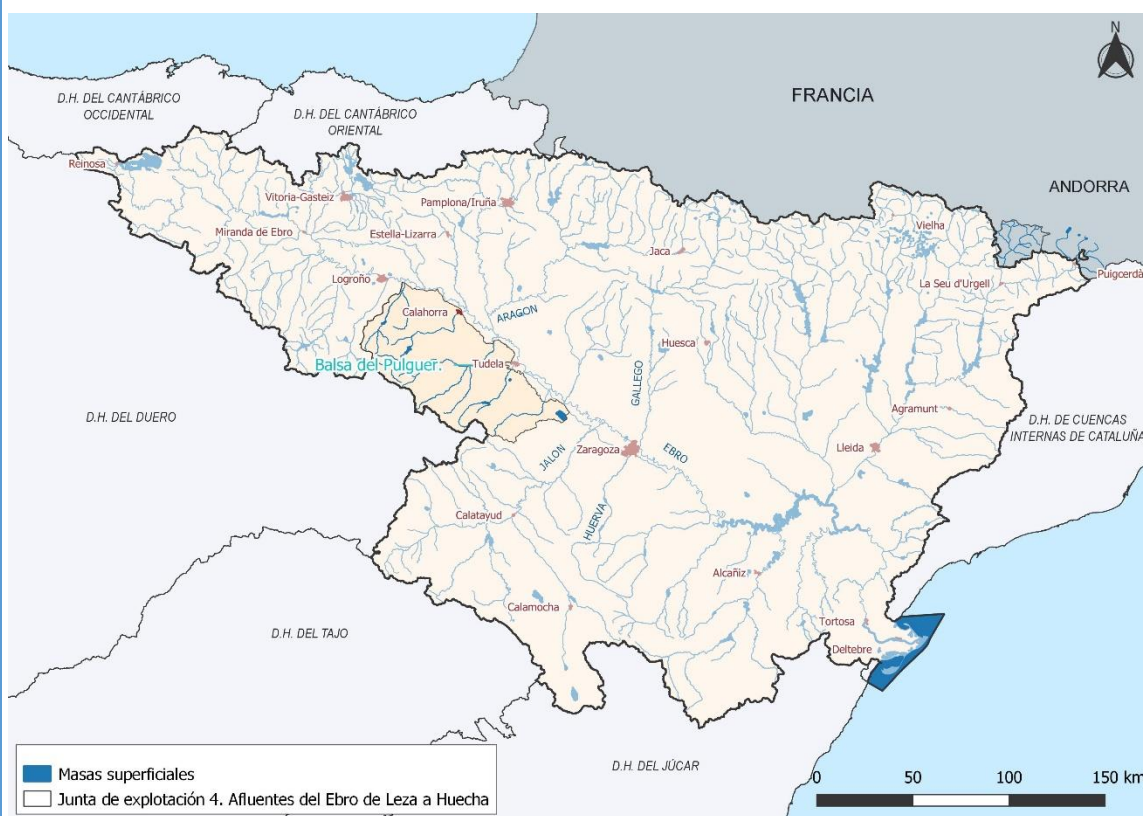 N
FRANCIA
D.H. DEL CANTÁBRICO
OCCIDENTAL
D.H. DEL CANTÁBRICO
ORIENTAL
Reinosa
ANDORRA
Vitoria-Gasteiz
Pamplona/Iruña
Miranda de Ebro
Estella-Lizarra
Vielha
Jaca
Puigcerdà
La Seu d'Urgell
Logroño
Calahorra
ARAGON
Huesca
Balsa del Pulguer.
Tudela
GALLEGO
Agramunt
D.H. DEL DUERO
D.H. DE CUENCAS
INTERNAS DE CATALUÑA
JALON
Zaragoza
EBRO
Lleida
Calatayud
HUERVA
Alcañiz
Calamocha
Tortosa
D.H. DEL TAJO
Deltebre
D.H. DEL JÚCAR
Masas superficiales
Junta de explotación 4. Afluentes del Ebro de Leza a Huecha
0 50 100 150 km